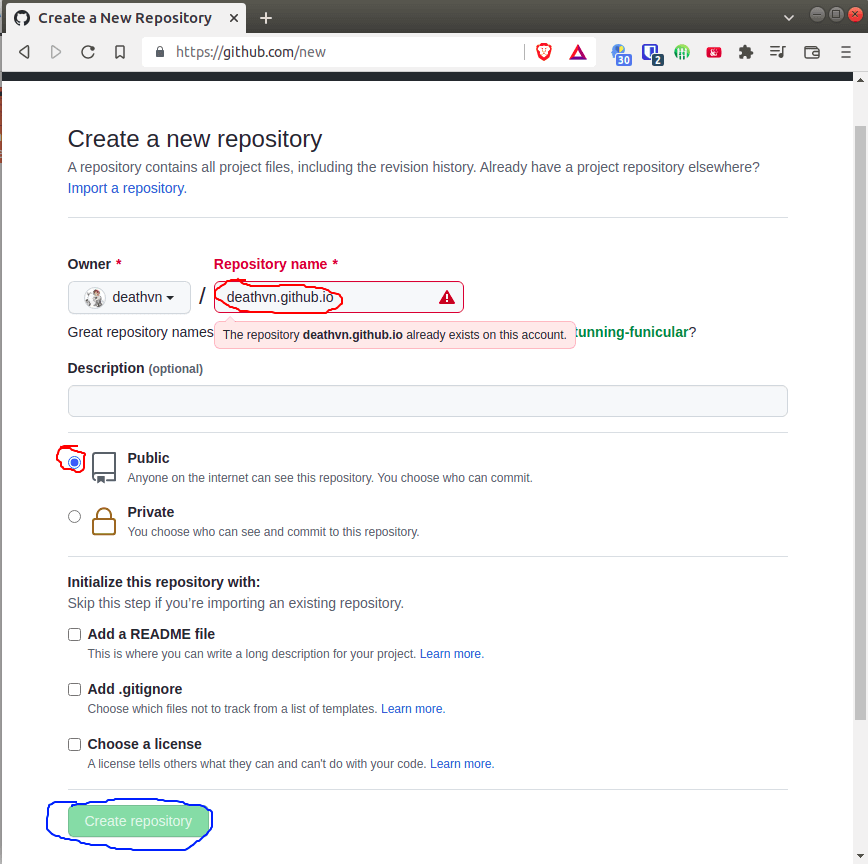 Create a New Repository
https://github.com/new
30
2
Create a new repository
A repository contains all project files, including the revision history. Already have a project repository elsewhere?
Import a repository.
Owner *
Repository name *
deathvn
/
deathvn.github.io
Great repository names
The repository deathvn.github.io already exists on this account.
tunning-funicular?
Description (optional)
Public
Anyone on the internet can see this repository. You choose who can commit.
Private
You choose who can see and commit to this repository.
Initialize this repository with:
Skip this step if you’re importing an existing repository.
Add a README file
This is where you can write a long description for your project. Learn more.
Add .gitignore
Choose which files not to track from a list of templates. Learn more.
Choose a license
A license tells others what they can and can't do with your code. Learn more.
Create repository